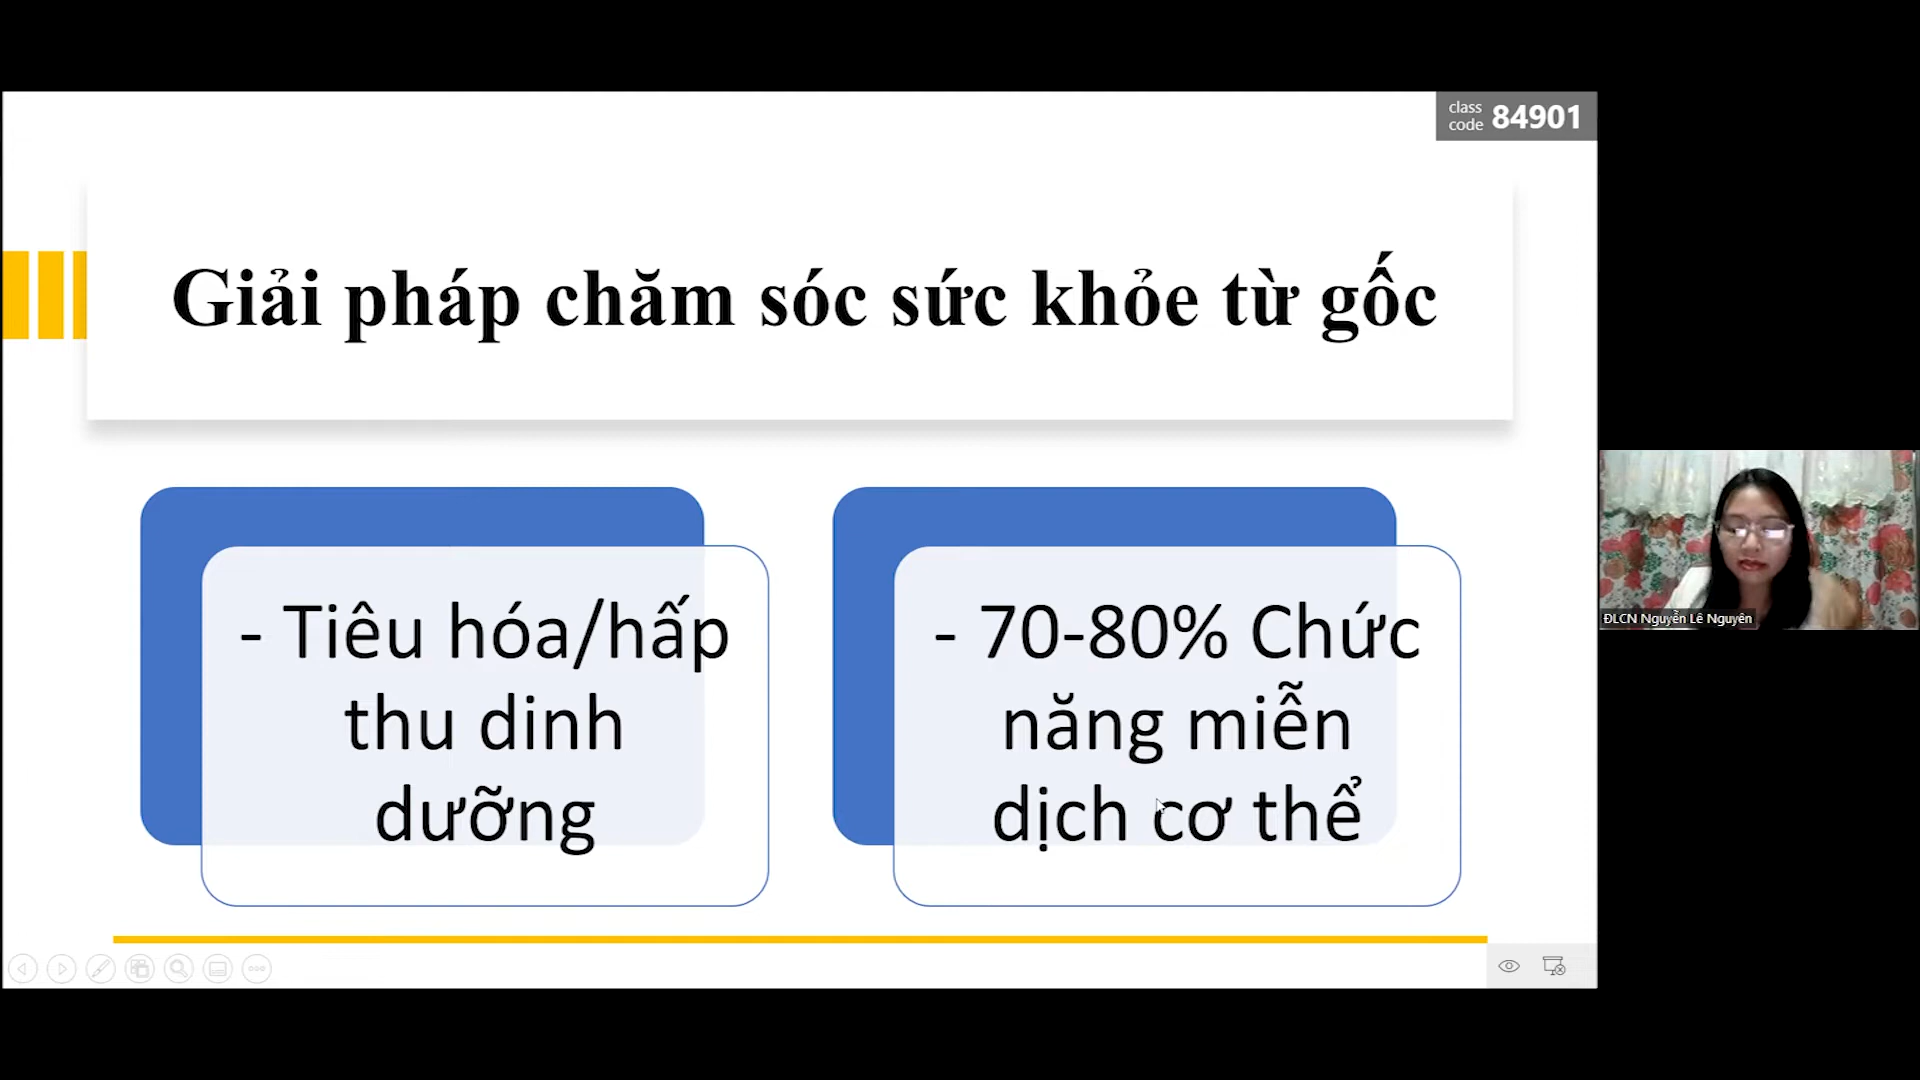 class
code 84901
Giải pháp chăm sóc sức khỏe từ gốc
- Tiêu hóa/hấp
thu dinh
dưỡng
- 70-80% Chức
năng miễn
dịch cơ thể
ĐLCN Nguyễn Lê Nguyên